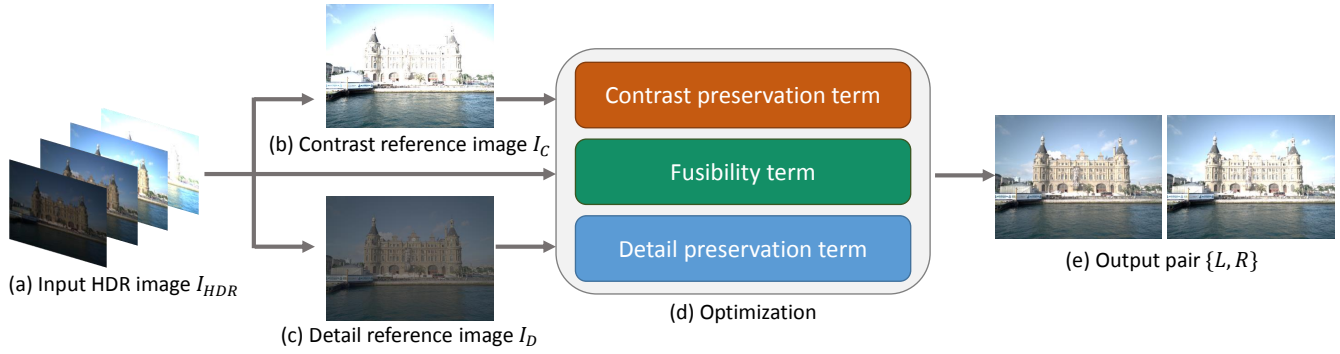 (a) Input HDR image I_HDR
(b) Contrast reference image I_C
(c) Detail reference image I_D
Contrast preservation term
Fusibility term
Detail preservation term
(d) Optimization
(e) Output pair {L, R}